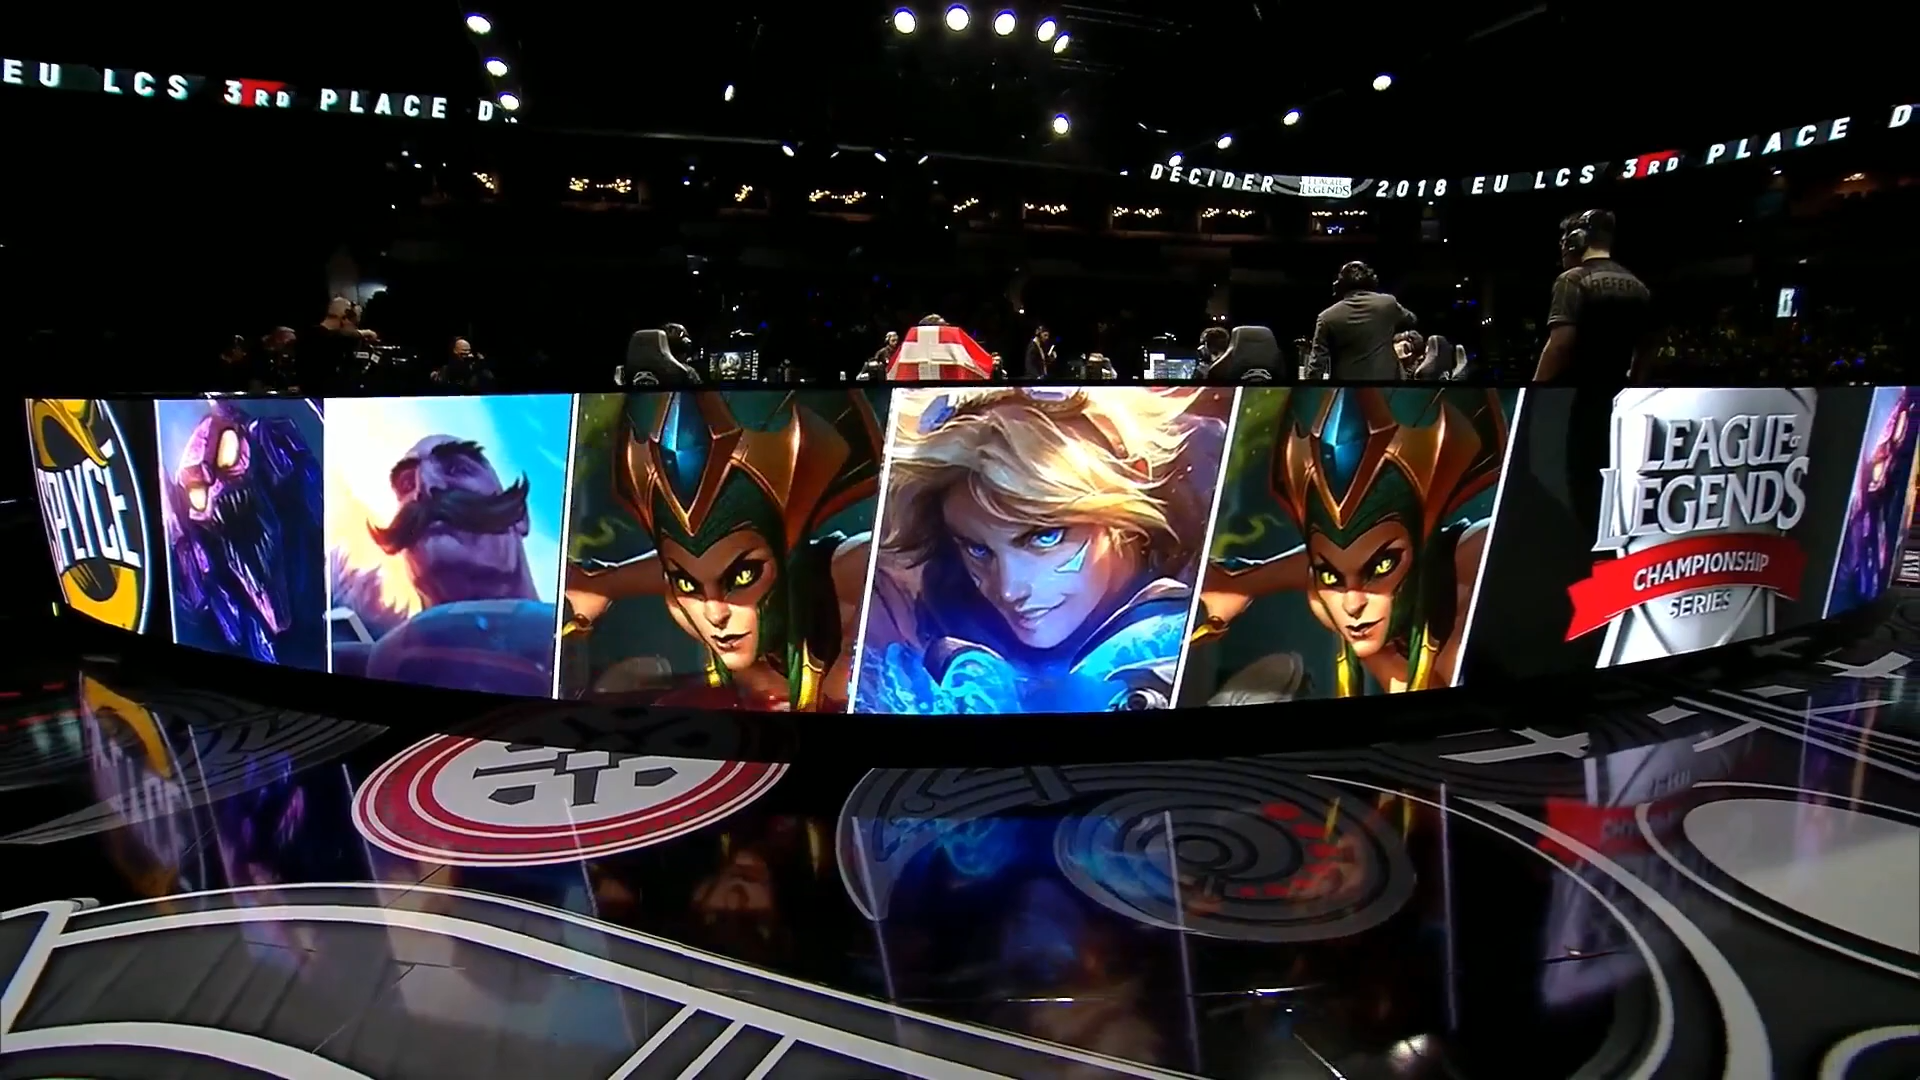 EU LCS 3RD PLACE D
DECIDER LEAGUE OF LEGENDS 2018 EU LCS 3RD PLACE D
REFER
SPLYCE
LEAGUE OF
LEGENDS
CHAMPIONSHIP
SERIES